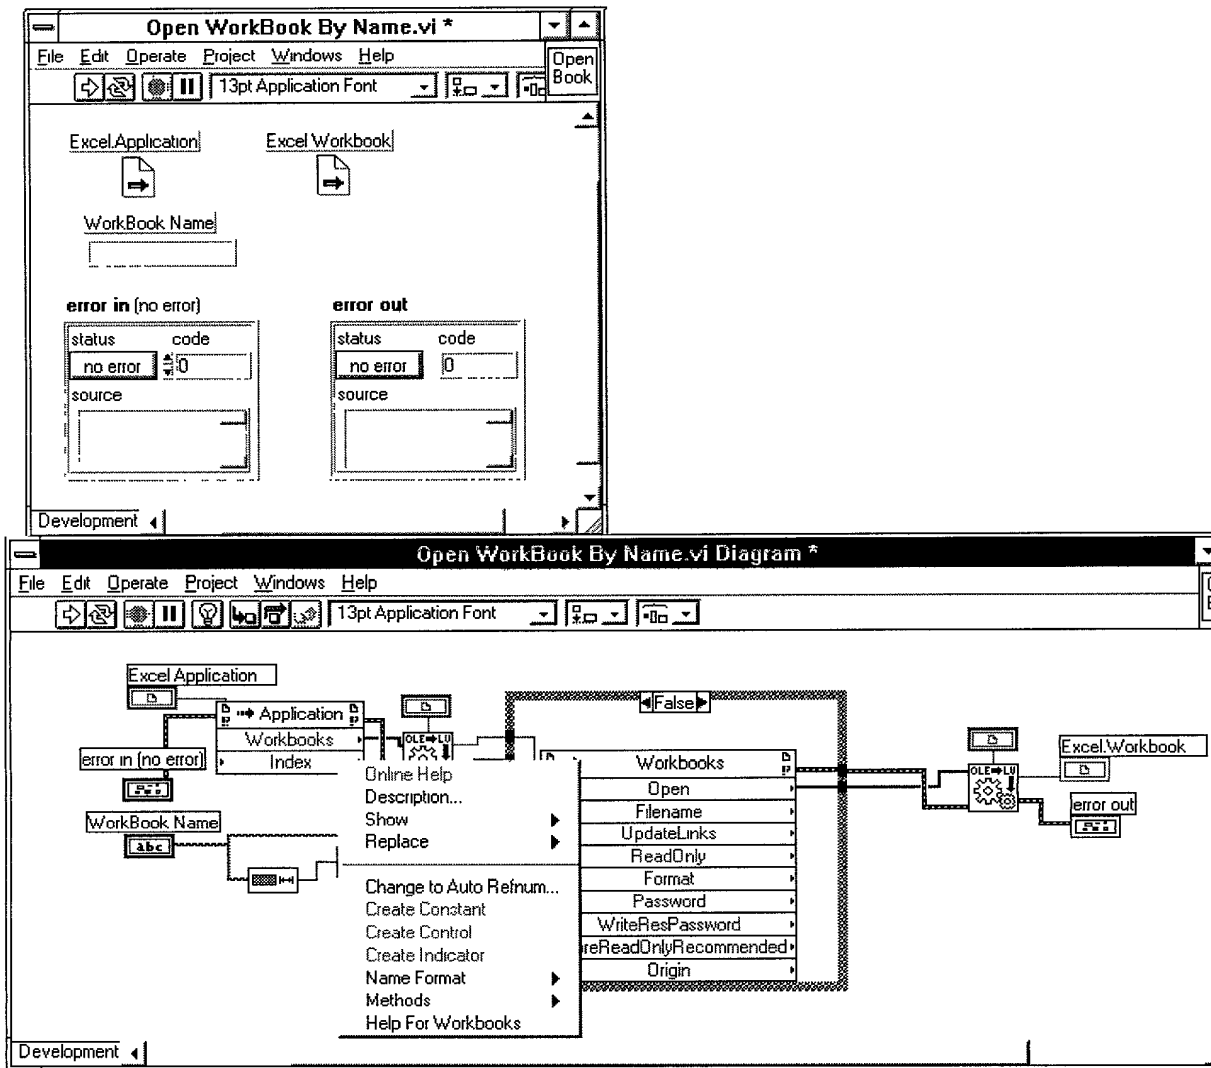 Open WorkBook By Name.vi *
File Edit Operate Project Windows Help
Open
Book
13pt Application Font
Excel.Application
Excel Workbook
WorkBook Name
error in (no error)
error out
status code
no error 0
source
status code
no error 0
source
Development
Open WorkBook By Name.vi Diagram *
File Edit Operate Project Windows Help
13pt Application Font
Excel Application
Application
Workbooks
Index
error in (no error)
WorkBook Name
abc
OLE LV
False
Online Help
Description...
Show
Replace
Change to Auto Refnum...
Create Constant
Create Control
Create Indicator
Name Format
Methods
Help For Workbooks
Workbooks
Open
Filename
UpdateLinks
ReadOnly
Format
Password
WriteResPassword
reReadOnlyRecommended
Origin
OLE LV
Excel.Workbook
error out
Development